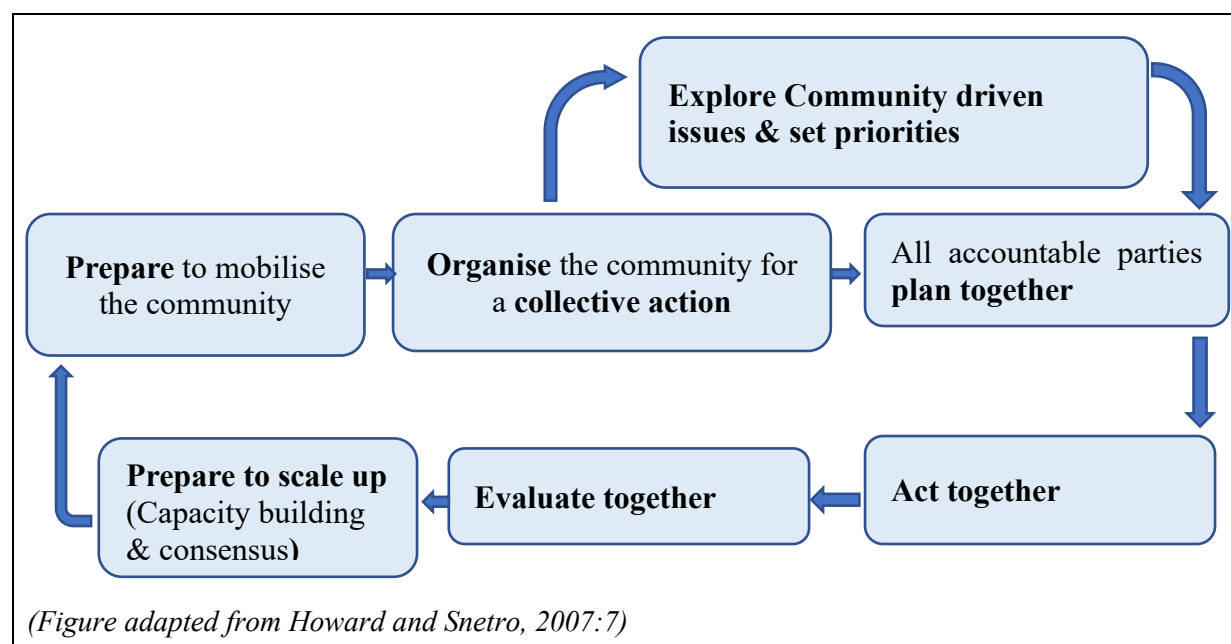 Explore Community driven
issues & set priorities
Prepare to mobilise
the community
Organise the community for
a collective action
All accountable parties
plan together
Act together
Evaluate together
Prepare to scale up
(Capacity building
& consensus)
(Figure adapted from Howard and Snetro, 2007:7)